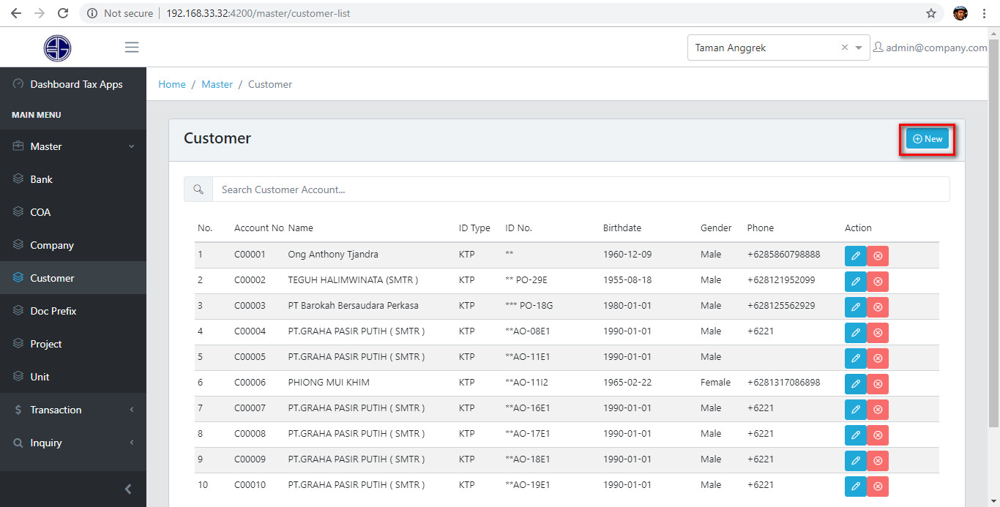 Not secure | 192.168.33.32:4200/master/customer-list
Taman Anggrek × admin@company.com
Dashboard Tax Apps
MAIN MENU
Master
Bank
COA
Company
Customer
Doc Prefix
Project
Unit
Transaction
Inquiry
Home / Master / Customer
Customer
New
Search Customer Account...
No. Account No Name ID Type ID No. Birthdate Gender Phone Action
1 C00001 Ong Anthony Tjandra KTP ** 1960-12-09 Male +6285860798888
2 C00002 TEGUH HALIMWINATA (SMTR ) KTP ** PO-29E 1955-08-18 Male +628121952099
3 C00003 PT Barokah Bersaudara Perkasa KTP *** PO-18G 1980-01-01 Male +628125562929
4 C00004 PT.GRAHA PASIR PUTIH ( SMTR ) KTP **AO-08E1 1990-01-01 Male +6221
5 C00005 PT.GRAHA PASIR PUTIH ( SMTR ) KTP **AO-11E1 1990-01-01 Male
6 C00006 PHIONG MUI KHIM KTP **AO-11I2 1965-02-22 Female +6281317086898
7 C00007 PT.GRAHA PASIR PUTIH ( SMTR ) KTP **AO-16E1 1990-01-01 Male +6221
8 C00008 PT.GRAHA PASIR PUTIH ( SMTR ) KTP **AO-17E1 1990-01-01 Male +6221
9 C00009 PT.GRAHA PASIR PUTIH ( SMTR ) KTP **AO-18E1 1990-01-01 Male +6221
10 C00010 PT.GRAHA PASIR PUTIH ( SMTR ) KTP **AO-19E1 1990-01-01 Male +6221